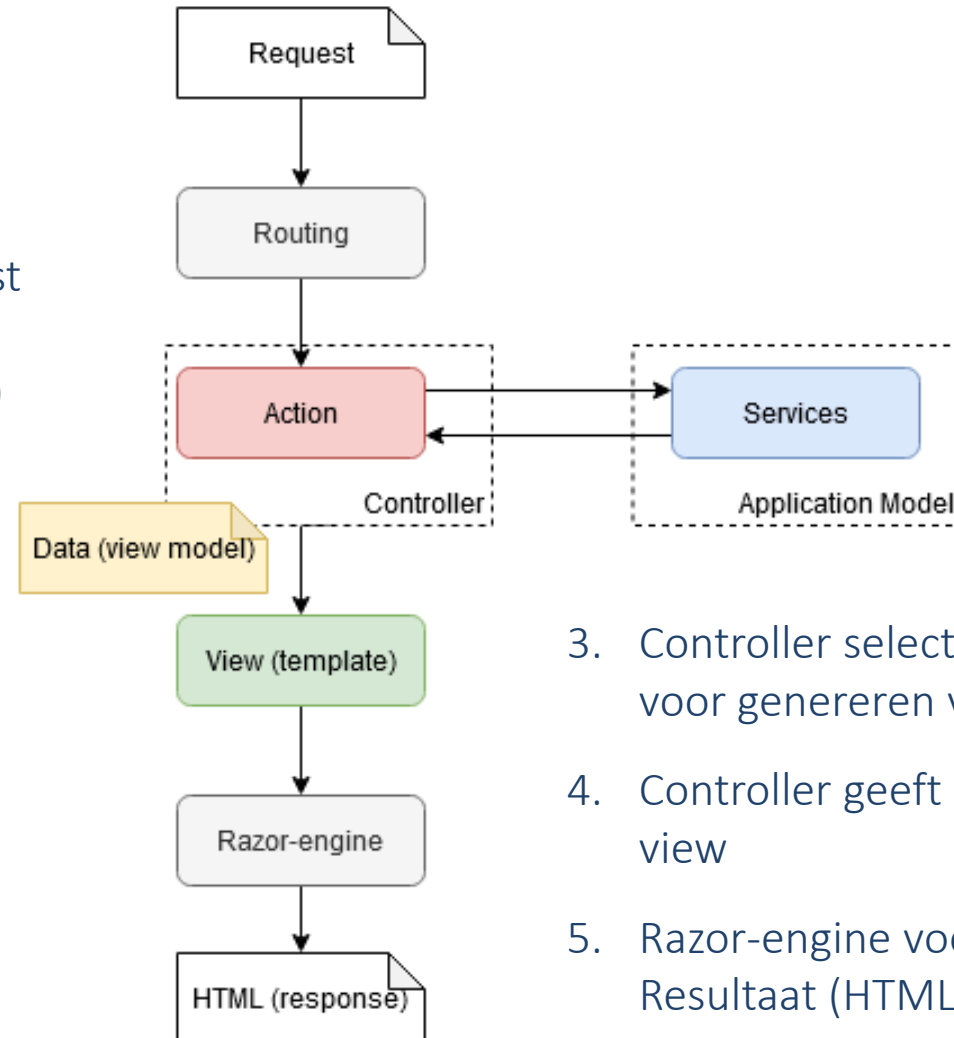 Request
Routing
st
)
Action
Services
Controller
Application Model
Data (view model)
View (template)
3. Controller select
voor genereren v
4. Controller geeft
view
Razor-engine
5. Razor-engine vo
Resultaat (HTML
HTML (response)